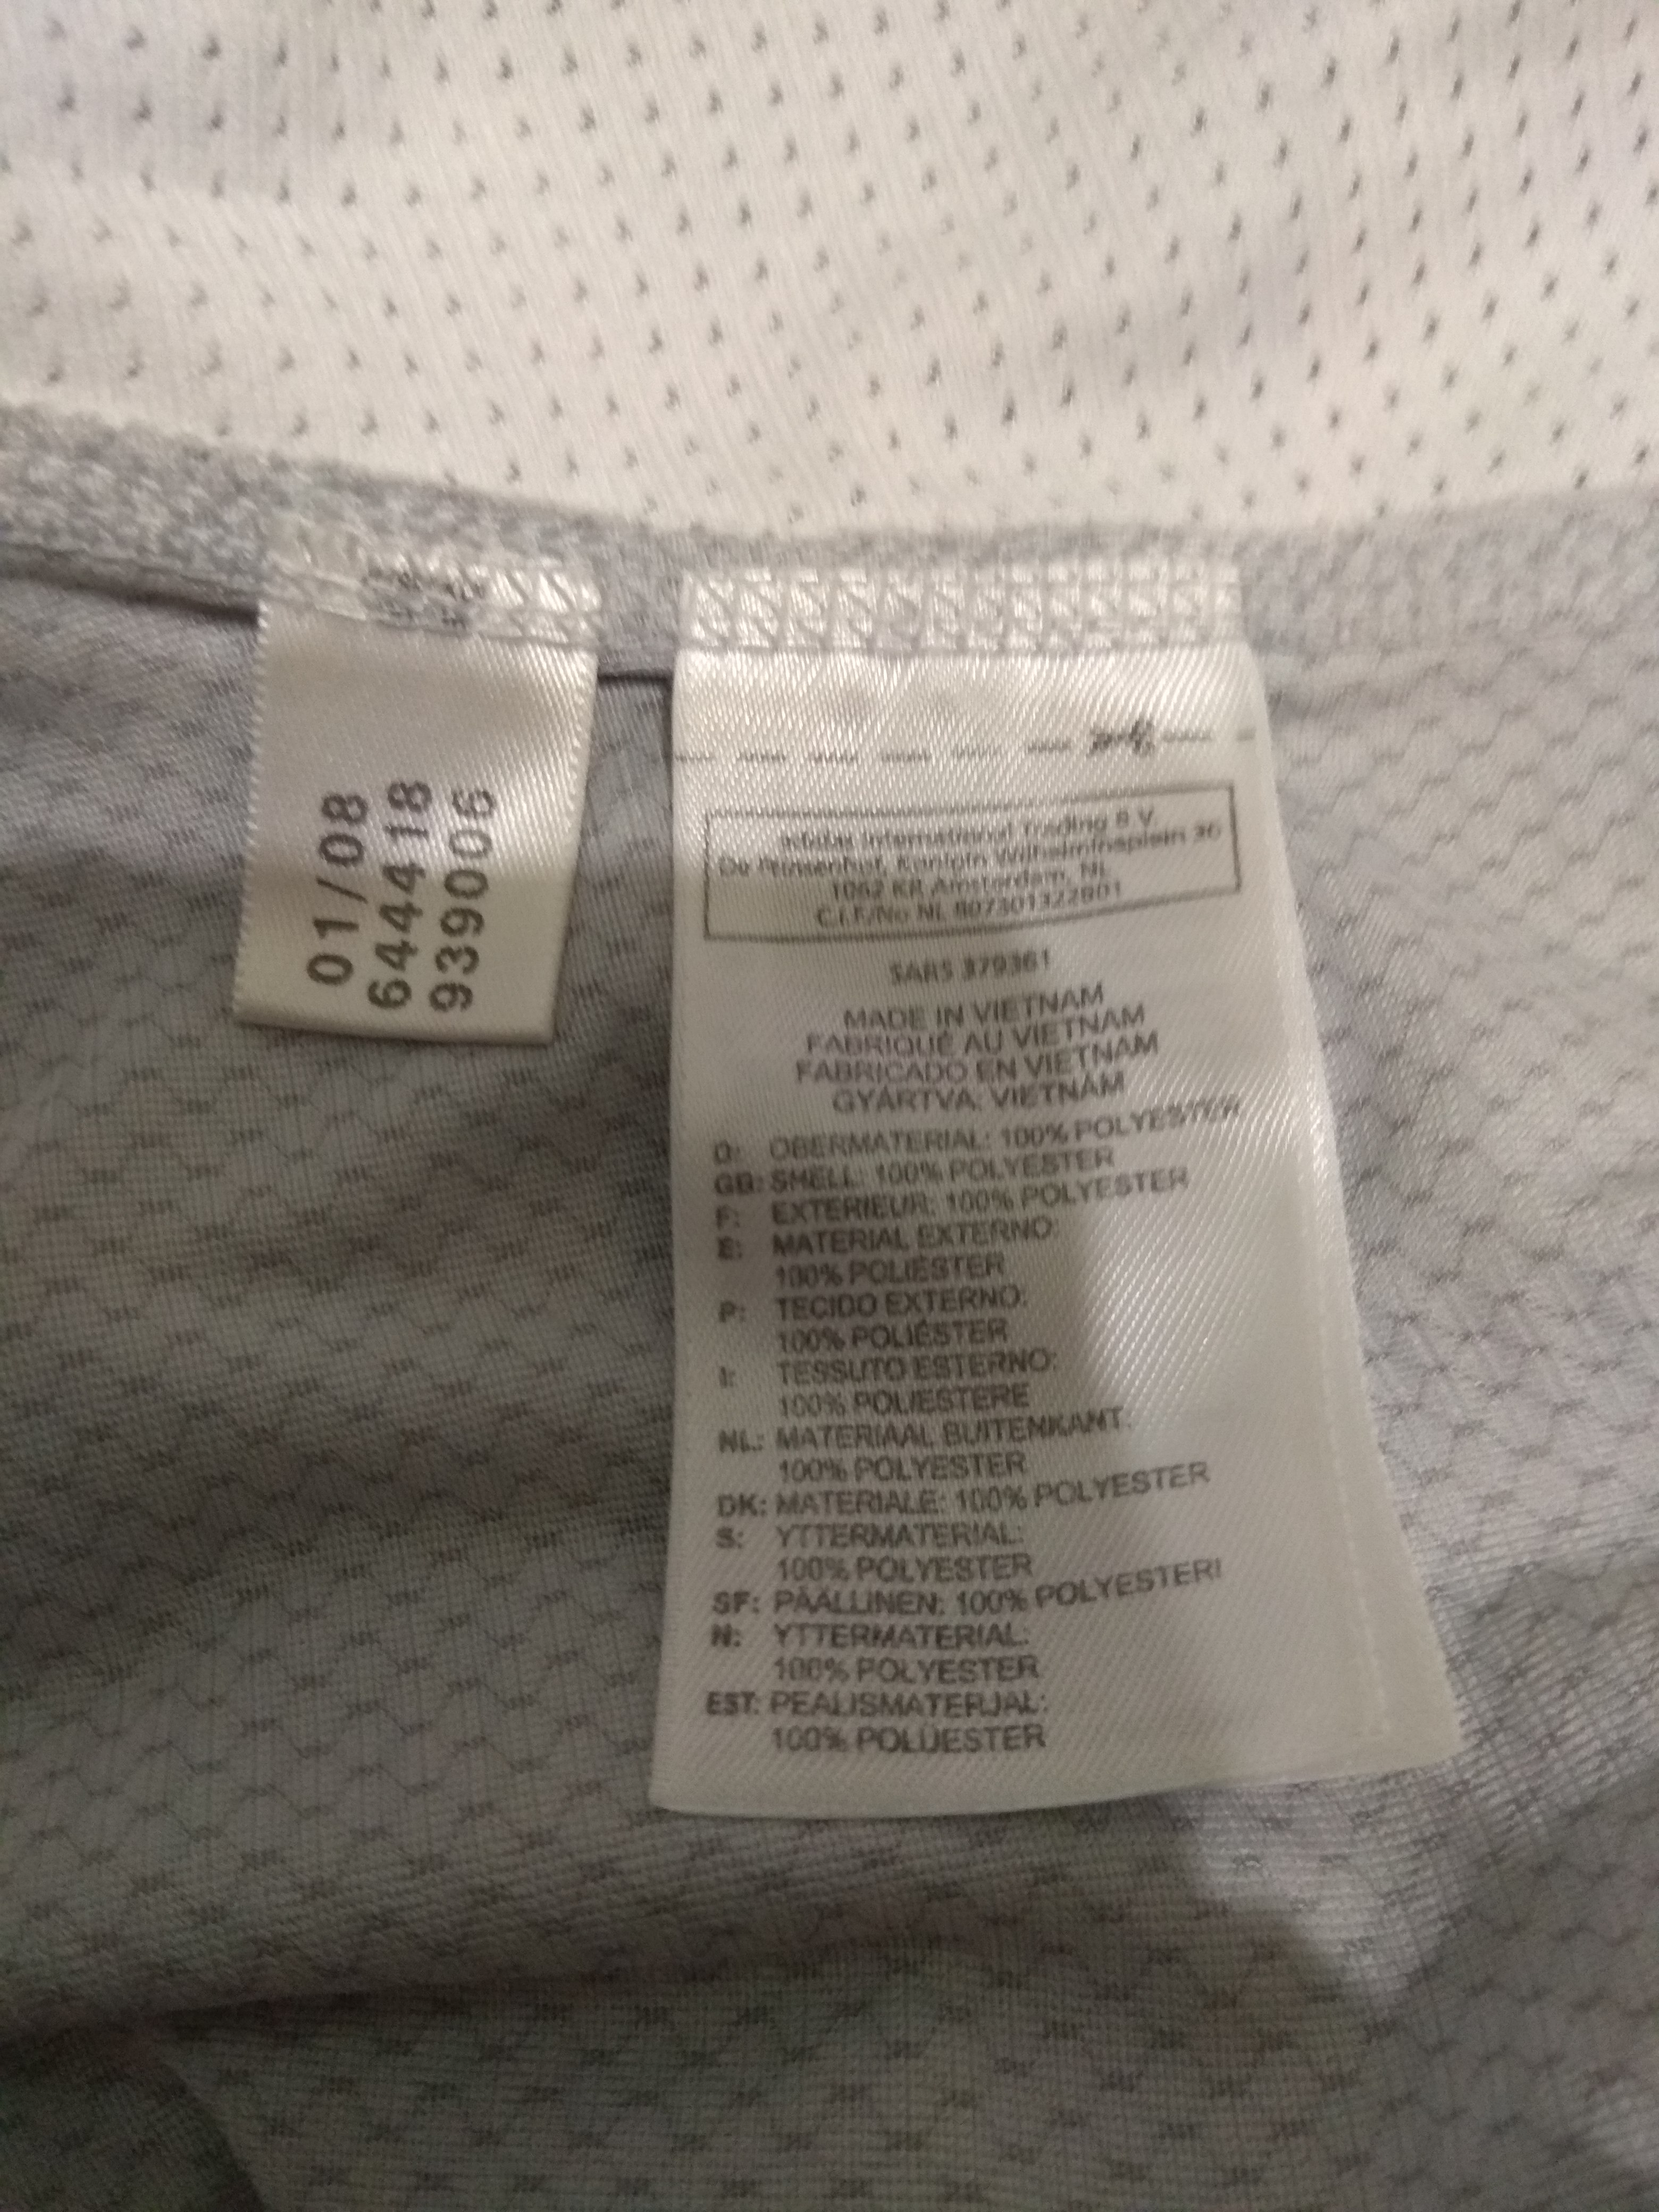 01/08
6444418
939006
adidas International Trading B.V.
De Prinsenhof, Koningin Wilhelminaplein 30
1062 KR Amsterdam, NL
C.I.F./No NL 807301322B01
SARS 379361
MADE IN VIETNAM
FABRIQUÉ AU VIETNAM
FABRICADO EN VIETNAM
GYÁRTVA: VIETNÁM
D: OBERMATERIAL: 100% POLYESTER
GB: SHELL: 100% POLYESTER
F: EXTERIEUR: 100% POLYESTER
E: MATERIAL EXTERNO:
100% POLIÉSTER
P: TECIDO EXTERNO:
100% POLIÉSTER
I: TESSUTO ESTERNO:
100% POLIESTERE
NL: MATERIAAL BUITENKANT:
100% POLYESTER
DK: MATERIALE: 100% POLYESTER
S: YTTERMATERIAL:
100% POLYESTER
SF: PÄÄLLINEN: 100% POLYESTERI
N: YTTERMATERIAL:
100% POLYESTER
EST: PEALISMATERJAL:
100% POLÜESTER